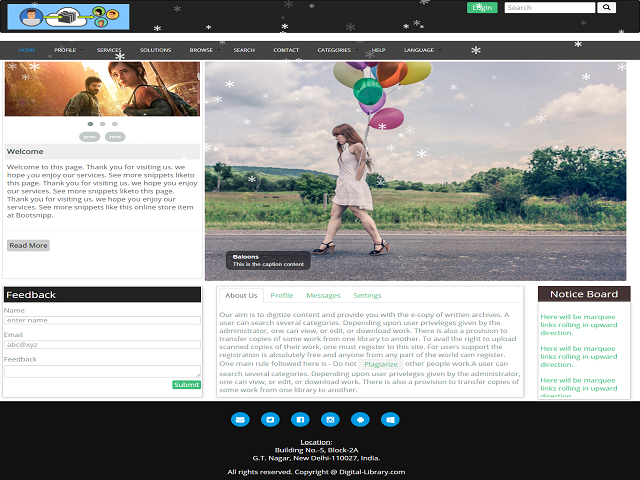 Login
Search
HOME PROFILE SERVICES SOLUTIONS BROWSE SEARCH CONTACT CATEGORIES HELP LANGUAGE
prev next
Welcome
Welcome to this page. Thank you for visiting us. we
hope you enjoy our services. See more snippets liketo
this page. Thank you for visiting us. we hope you enjoy
our services. See more snippets liketo this page.
Thank you for visiting us. we hope you enjoy our
services. See more snippets like this online store item
at Bootsnipp.
Read More
Baloons
This is the caption content
Feedback
Name
enter name
Email
abc@xyz
Feedback
Submit
About Us Profile Messages Settings
Our aim is to digitize content and provide you with the e-copy of written archives. A
user can search several categories. Depending upon user priveleges given by the
administrator, one can view, or edit, or download work. There is also a provision to
transfer copies of some work from one library to another. To avail the right to upload
scanned copies of their work, one must register to this site. For users support the
registration is absolutely free and anyone from any part of the world cam register.
One main rule followed here is - Do not Plagiarize other people work.A user can
search several categories. Depending upon user priveleges given by the administrator,
one can view, or edit, or download work. There is also a provision to transfer copies of
some work from one library to another.
Notice Board
Here will be marquee
links rolling in upward
direction,
Here will be marquee
links rolling in upward
direction,
Here will be marquee
links rolling in upward
direction,
Location:
Building No.-5, Block-2A
G.T. Nagar, New Delhi-110027, India.
All rights reserved. Copyright @ Digital-Library.com